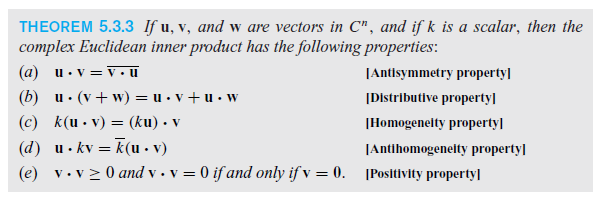 THEOREM 5.3.3 If u, v, and w are vectors in Cⁿ, and if k is a scalar, then the
complex Euclidean inner product has the following properties:
(a) u · v = v̅ ·̅ u̅ [Antisymmetry property]
(b) u · (v + w) = u · v + u · w [Distributive property]
(c) k(u · v) = (ku) · v [Homogeneity property]
(d) u · kv = k̅(u · v) [Antihomogeneity property]
(e) v · v ≥ 0 and v · v = 0 if and only if v = 0. [Positivity property]